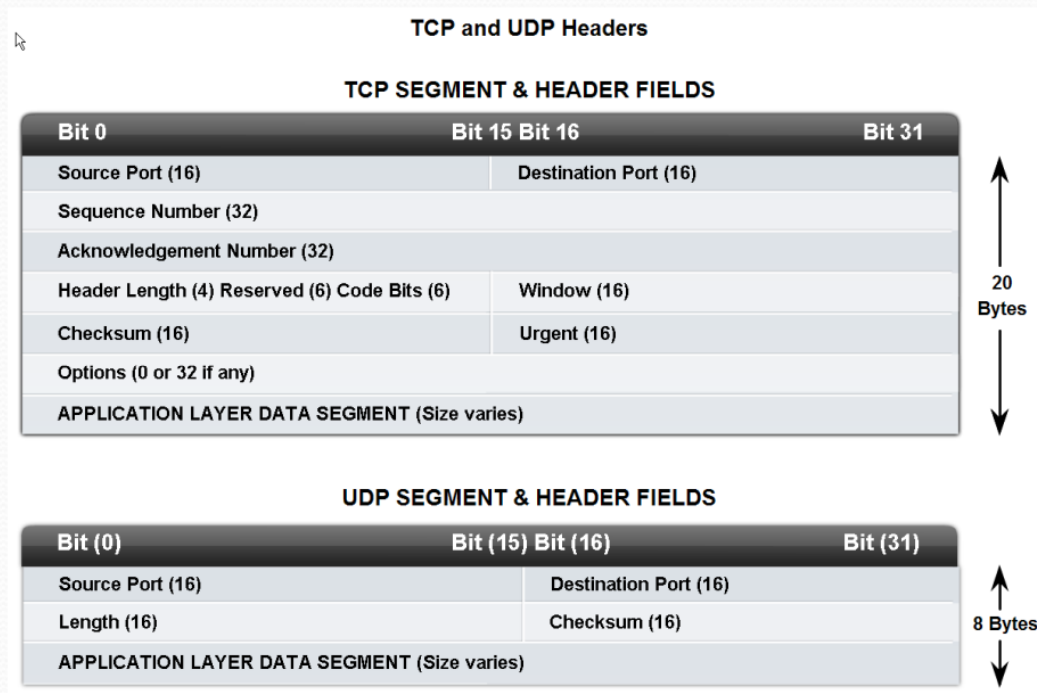 TCP and UDP Headers
TCP SEGMENT & HEADER FIELDS
Bit 0 Bit 15 Bit 16 Bit 31
Source Port (16) Destination Port (16)
Sequence Number (32)
Acknowledgement Number (32)
Header Length (4) Reserved (6) Code Bits (6) Window (16)
Checksum (16) Urgent (16)
Options (0 or 32 if any)
APPLICATION LAYER DATA SEGMENT (Size varies)
20
Bytes
UDP SEGMENT & HEADER FIELDS
Bit (0) Bit (15) Bit (16) Bit (31)
Source Port (16) Destination Port (16)
Length (16) Checksum (16)
APPLICATION LAYER DATA SEGMENT (Size varies)
8 Bytes